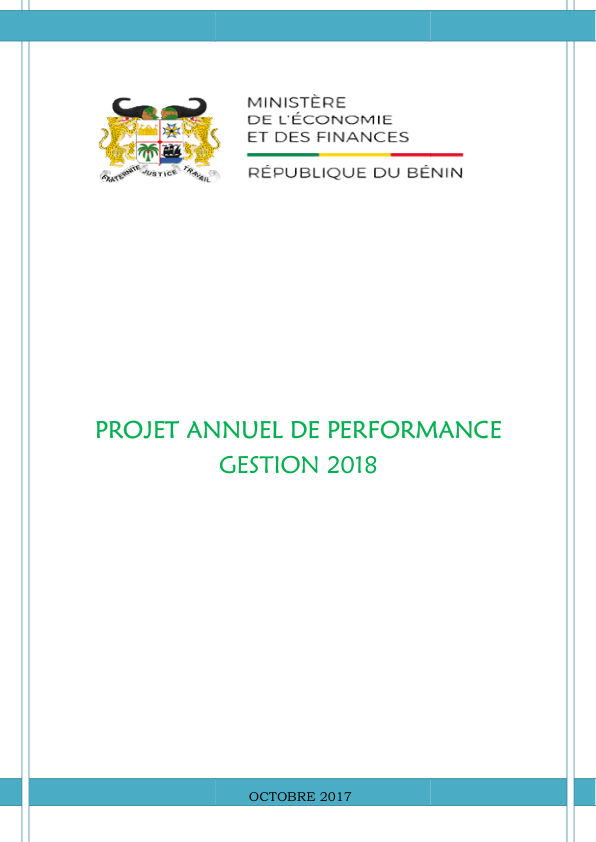 MINISTÈRE
DE L'ÉCONOMIE
ET DES FINANCES
RÉPUBLIQUE DU BÉNIN
FRATERNITE JUSTICE TRAVAIL
PROJET ANNUEL DE PERFORMANCE
GESTION 2018
OCTOBRE 2017